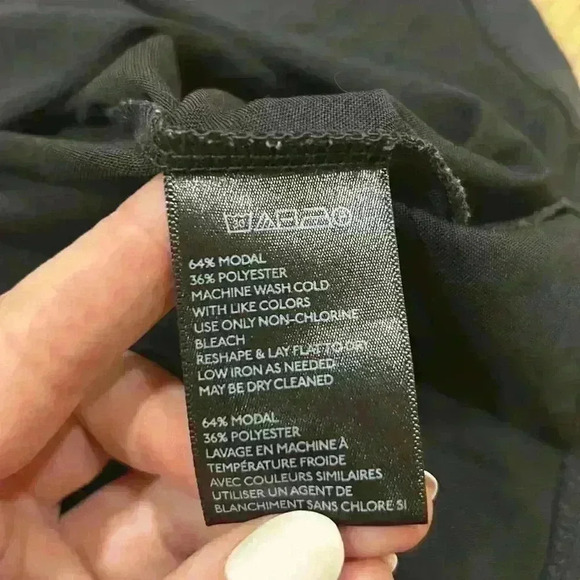 64% MODAL
36% POLYESTER
MACHINE WASH COLD
WITH LIKE COLORS
USE ONLY NON-CHLORINE
BLEACH
RESHAPE & LAY FLAT TO DRY
LOW IRON AS NEEDED
MAY BE DRY CLEANED
64% MODAL
36% POLYESTER
LAVAGE EN MACHINE À
TEMPÉRATURE FROIDE
AVEC COULEURS SIMILAIRES
UTILISER UN AGENT DE
BLANCHIMENT SANS CHLORE SI